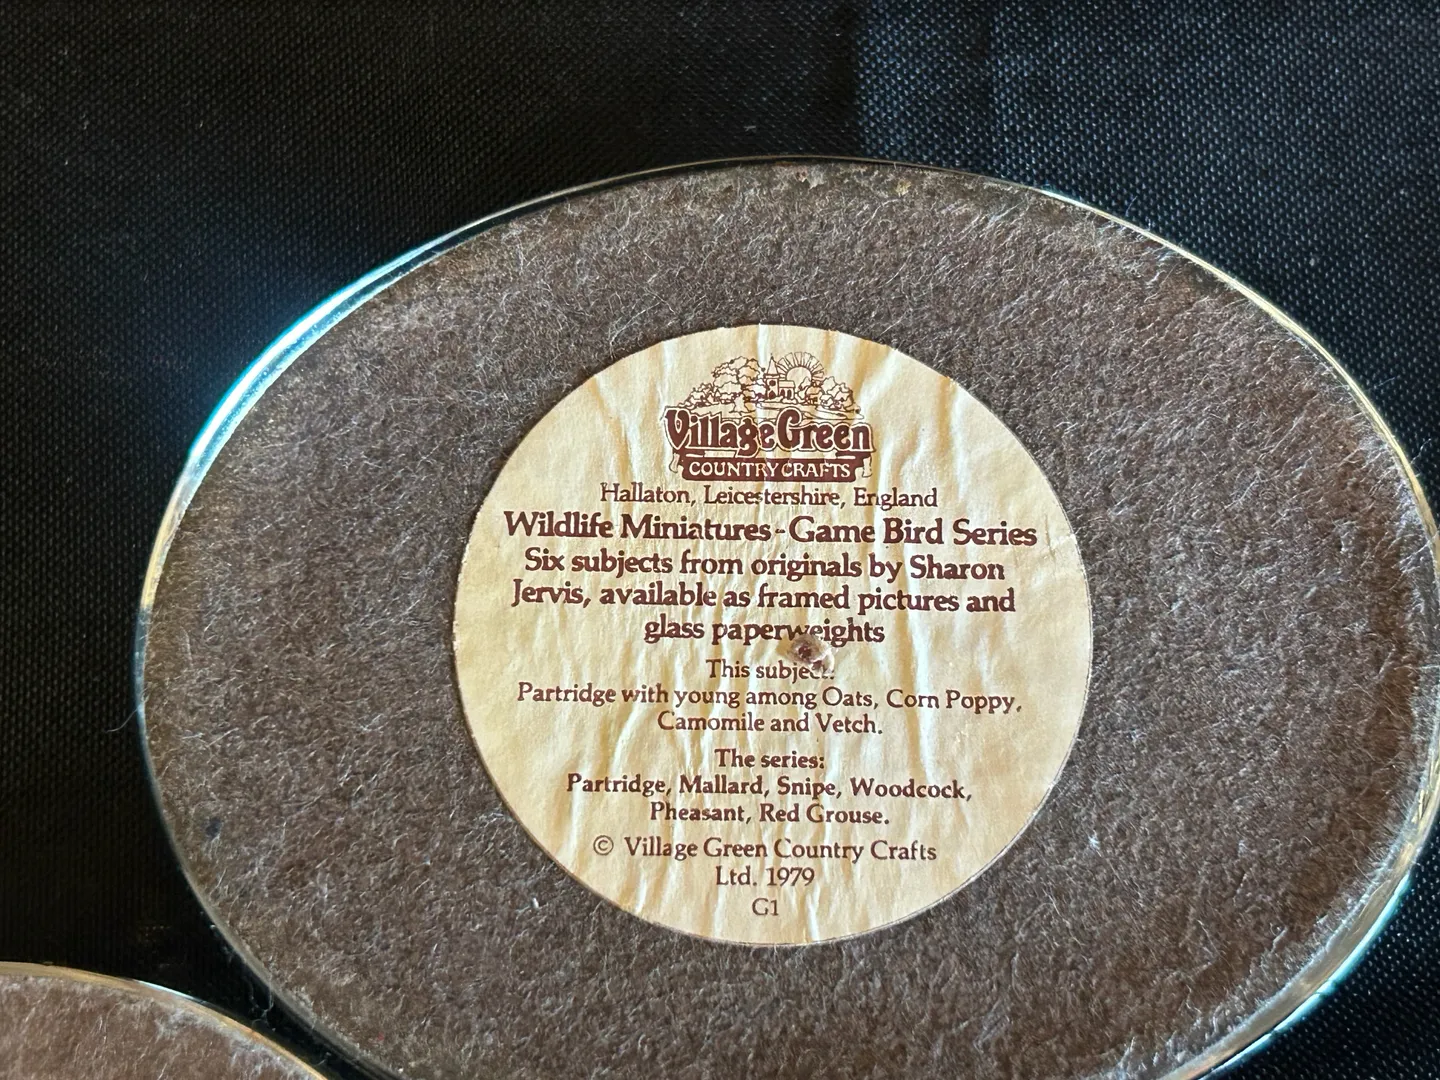 Village Green
COUNTRY CRAFTS
Hallaton, Leicestershire, England
Wildlife Miniatures - Game Bird Series
Six subjects from originals by Sharon
Jervis, available as framed pictures and
glass paperweights
This subject:
Partridge with young among Oats, Corn Poppy,
Camomile and Vetch.
The series:
Partridge, Mallard, Snipe, Woodcock,
Pheasant, Red Grouse.
© Village Green Country Crafts
Ltd. 1979
G1